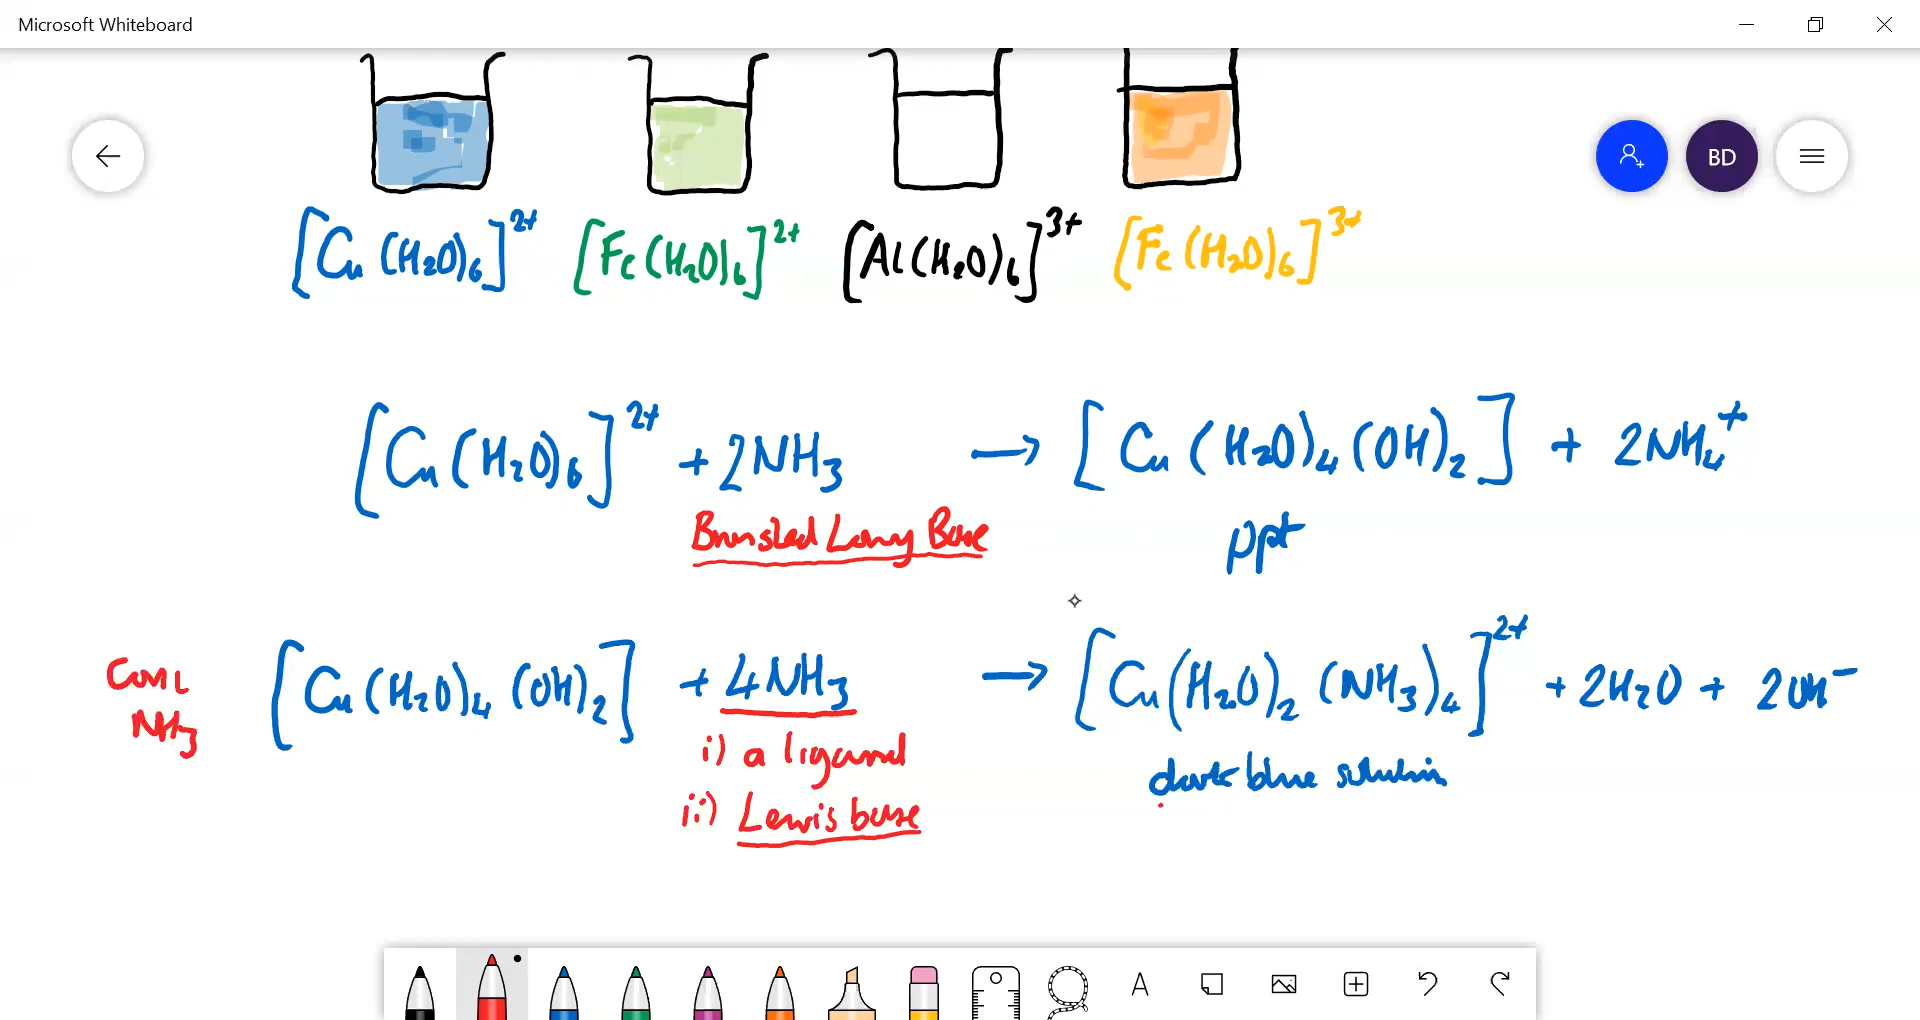 Microsoft Whiteboard
BD
[Cu(H₂O)₆]²⁺ [Fe(H₂O)₆]²⁺ [Al(H₂O)₆]³⁺ [Fe(H₂O)₆]³⁺
[Cu(H₂O)₆]²⁺ + 2NH₃ → [Cu(H₂O)₄(OH)₂] + 2NH₄⁺
Bronsted Lowry Base
ppt
Conc
NH₃
[Cu(H₂O)₄(OH)₂] + 4NH₃ → [Cu(H₂O)₂(NH₃)₄]²⁺ + 2H₂O + 2OH⁻
i) a ligand
dark blue solution
ii) Lewis base
A